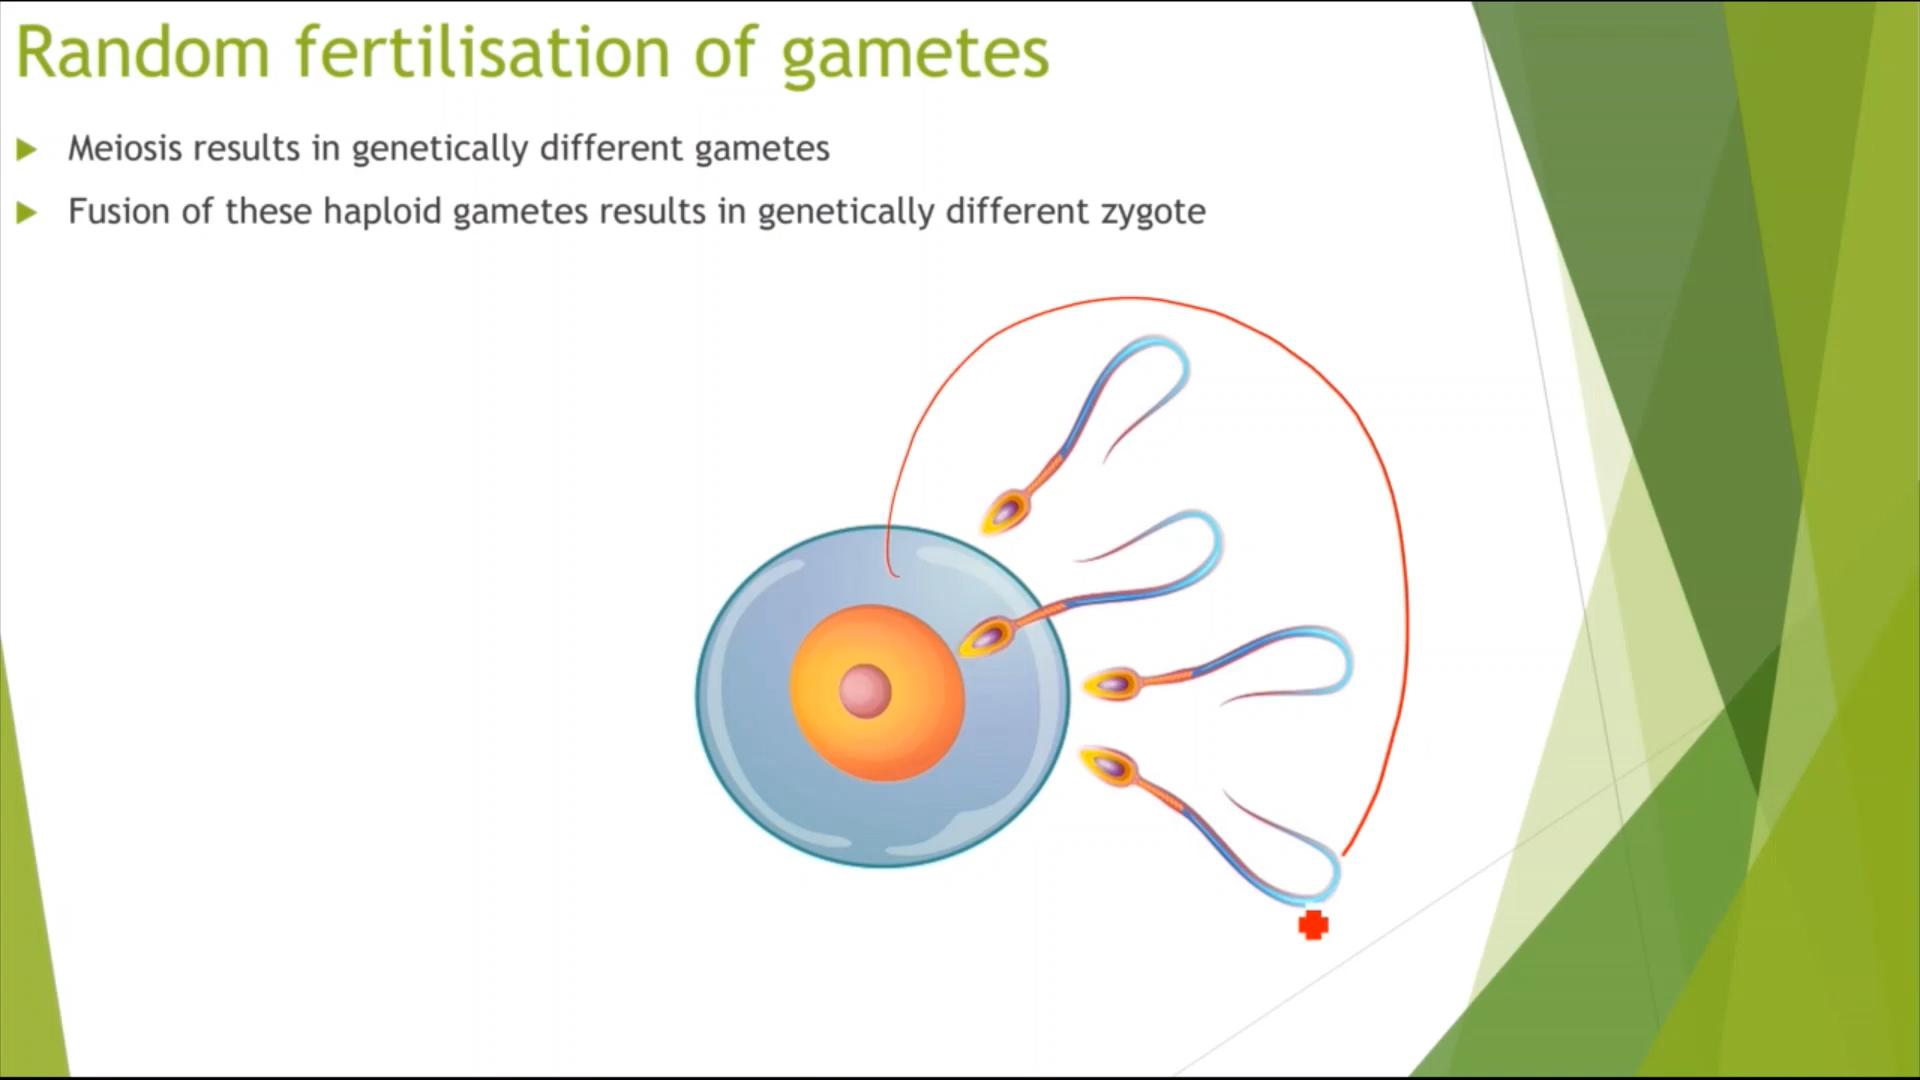 Random fertilisation of gametes
Meiosis results in genetically different gametes
Fusion of these haploid gametes results in genetically different zygote